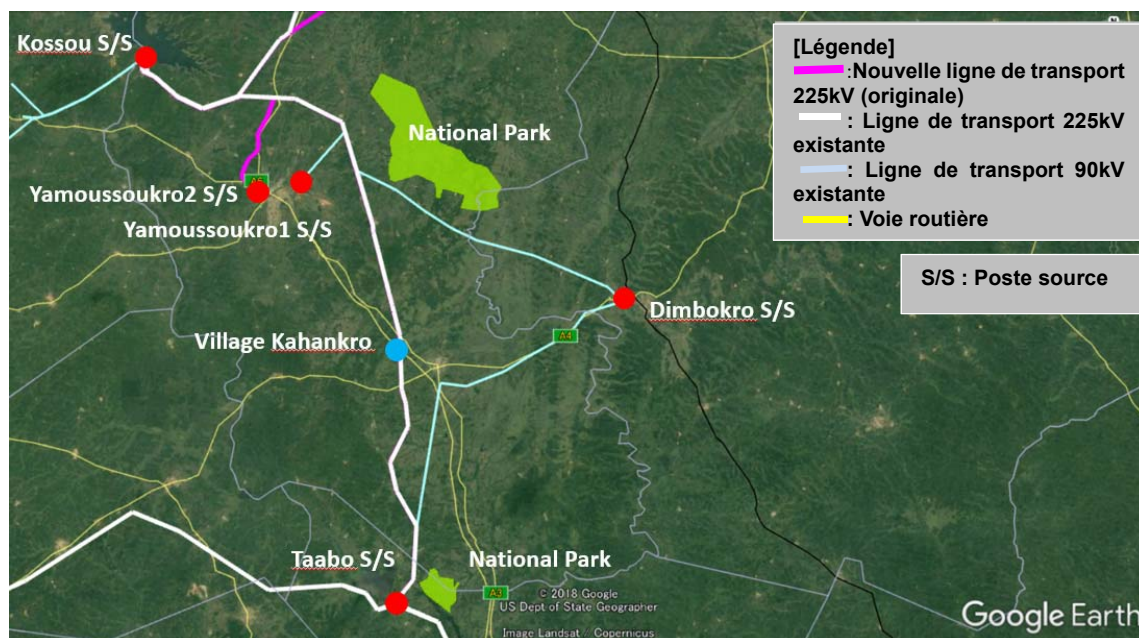 Kossou S/S
National Park
A6
Yamoussoukro2 S/S
Yamoussoukro1 S/S
[Légende]
:Nouvelle ligne de transport
225kV (originale)
: Ligne de transport 225kV
existante
: Ligne de transport 90kV
existante
: Voie routière
S/S : Poste source
Dimbokro S/S
Village Kahankro
A4
Taabo S/S
National Park
A3
© 2018 Google
US Dept of State Geographer
Image Landsat / Copernicus
Google Earth